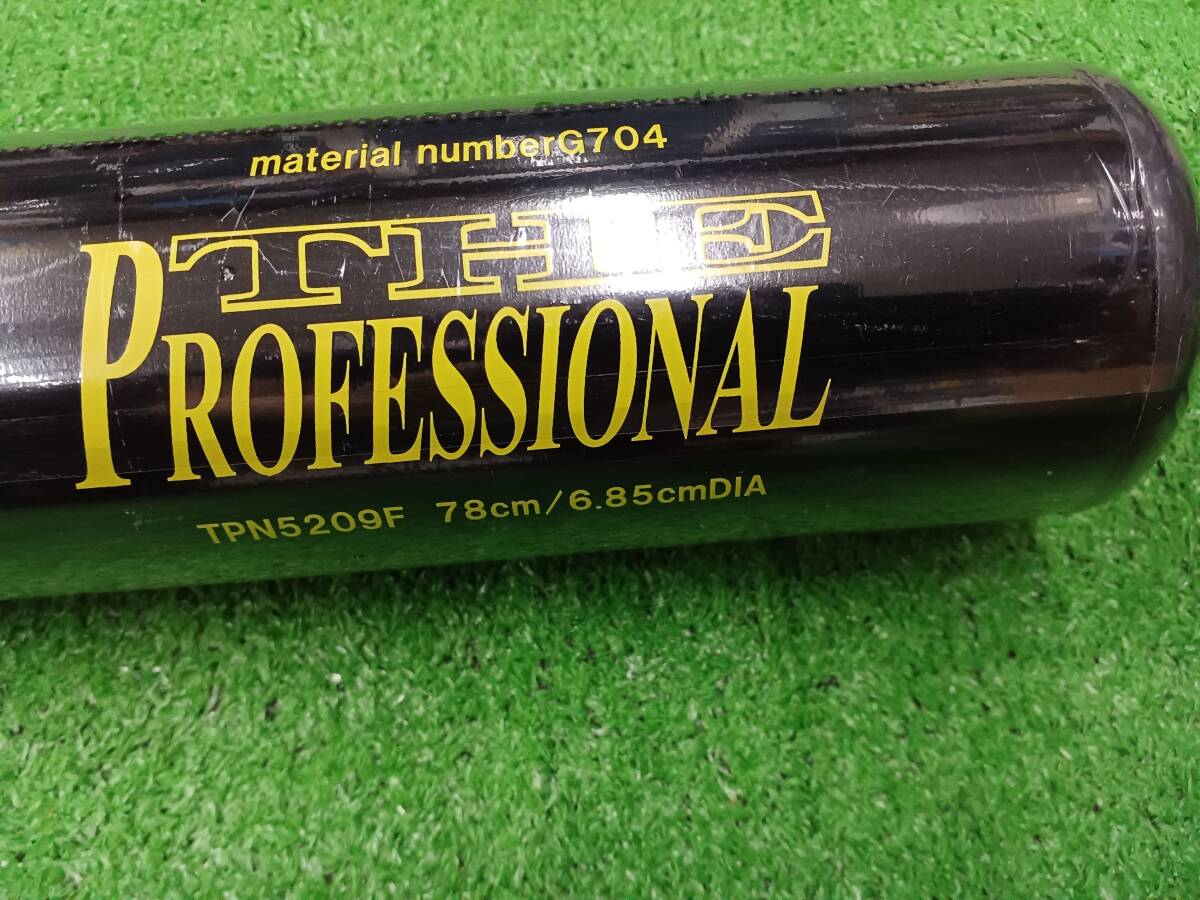 material numberG704
THE
PROFESSIONAL
TPN5209F 78cm/6.85cmDIA